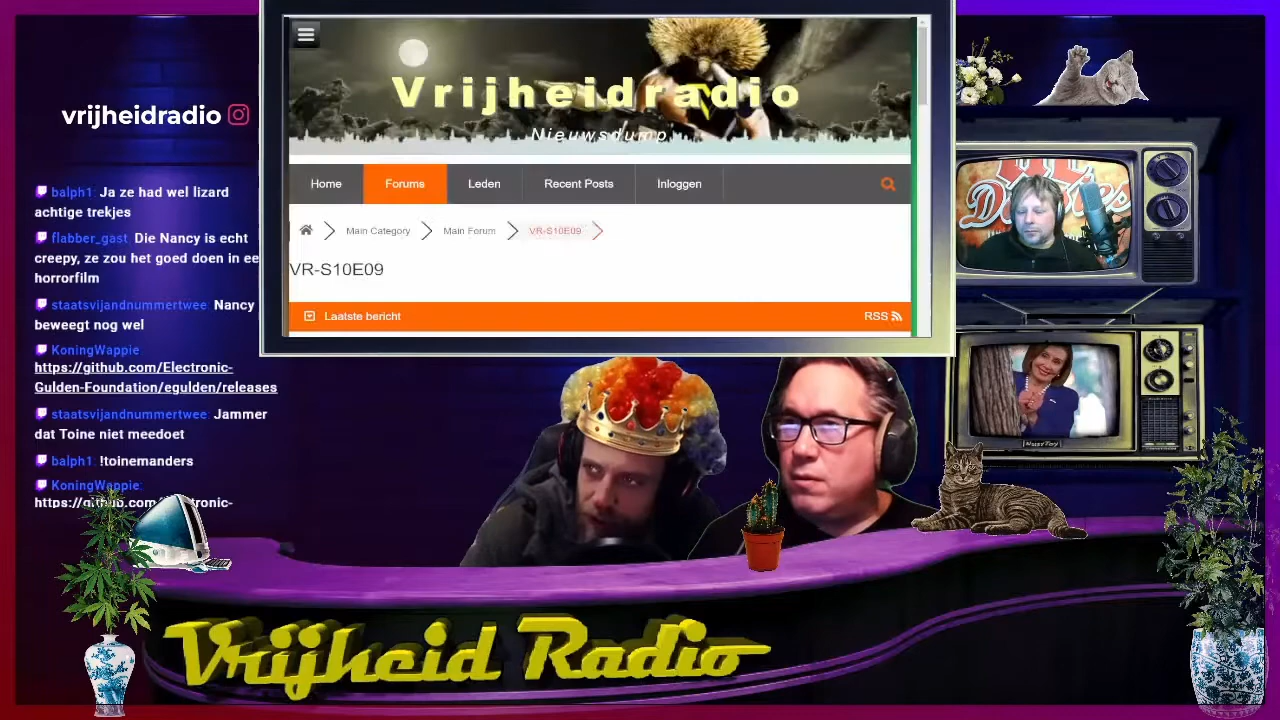 Vrijheidradio
Nieuwsdump
Home
Forums
Leden
Recent Posts
Inloggen
Main Category
Main Forum
VR-S10E09
VR-S10E09
Laatste bericht
RSS
vrijheidradio
balph1: Ja ze had wel lizard
achtige trekjes
flabber_gast: Die Nancy is echt
creepy, ze zou het goed doen in ee
horrorfilm
staatsvijandnummertwee: Nancy
beweegt nog wel
KoningWappie:
https://github.com/Electronic-
Gulden-Foundation/egulden/releases
staatsvijandnummertwee: Jammer
dat Toine niet meedoet
balph1: !toinemanders
KoningWappie:
Vrijheid Radio